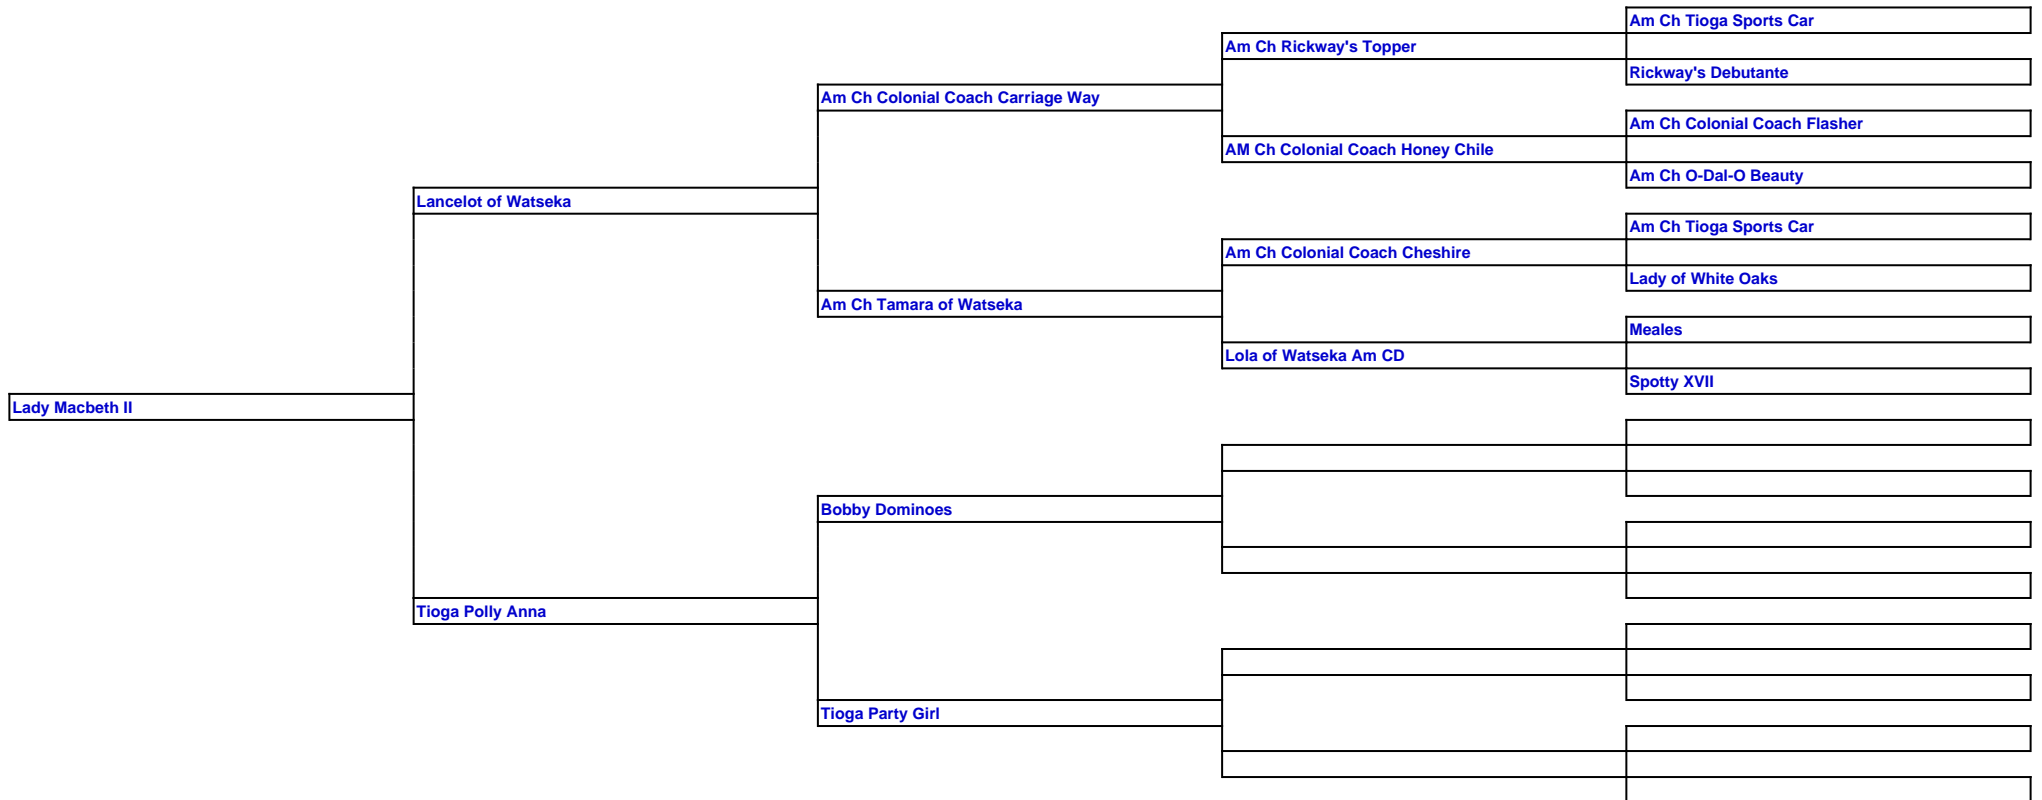 Am Ch Tioga Sports Car
Am Ch Rickway's Topper
Rickway's Debutante
Am Ch Colonial Coach Carriage Way
Am Ch Colonial Coach Flasher
AM Ch Colonial Coach Honey Chile
Am Ch O-Dal-O Beauty
Lancelot of Watseka
Am Ch Tioga Sports Car
Am Ch Colonial Coach Cheshire
Lady of White Oaks
Am Ch Tamara of Watseka
Meales
Lola of Watseka Am CD
Spotty XVII
Lady Macbeth II
Bobby Dominoes
Tioga Polly Anna
Tioga Party Girl